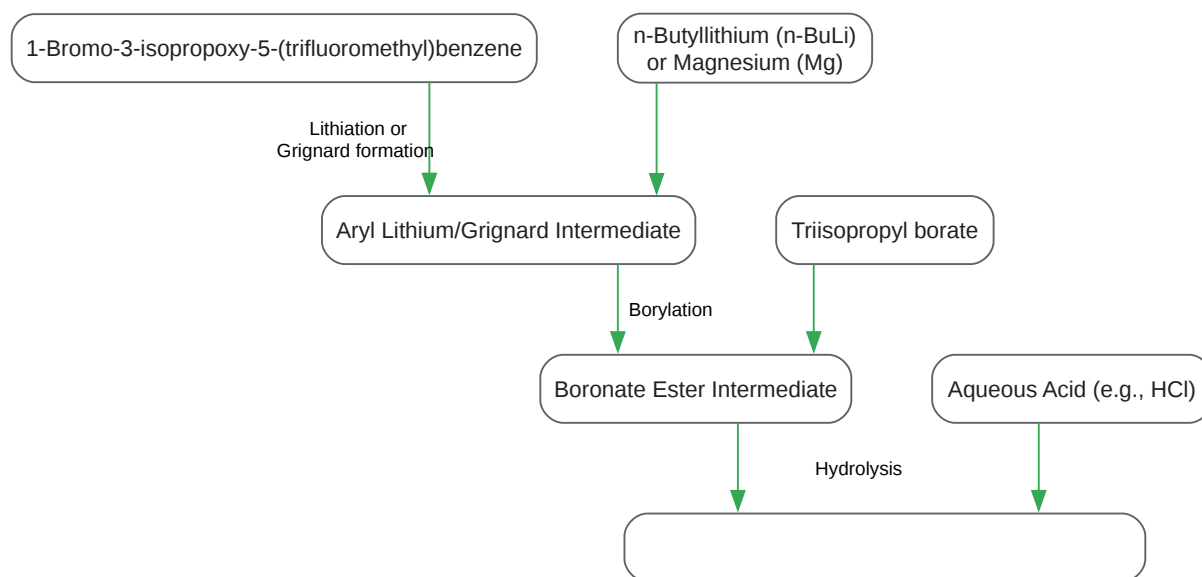 1-Bromo-3-isopropoxy-5-(trifluoromethyl)benzene
n-Butyllithium (n-BuLi)
or Magnesium (Mg)
Lithiation or
Grignard formation
Aryl Lithium/Grignard Intermediate
Triisopropyl borate
Borylation
Boronate Ester Intermediate
Aqueous Acid (e.g., HCl)
Hydrolysis